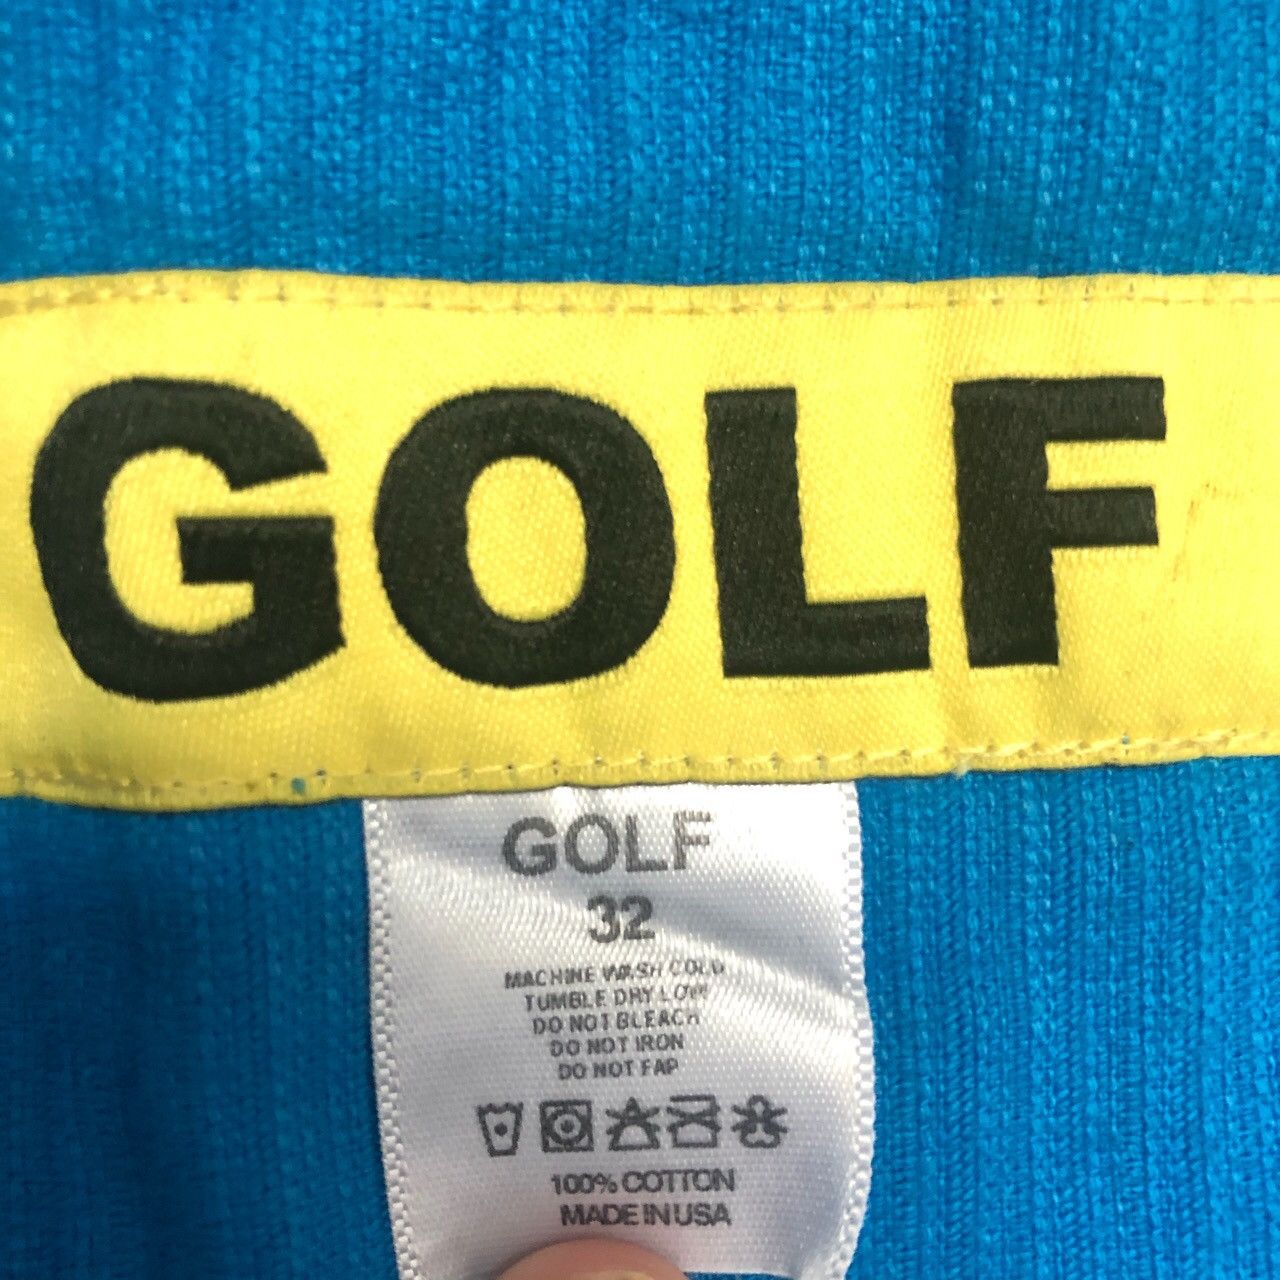 GOLF
GOLF
32
MACHINE WASH COLD
TUMBLE DRY LOW
DO NOT BLEACH
DO NOT IRON
DO NOT FAP
100% COTTON
MADE IN USA